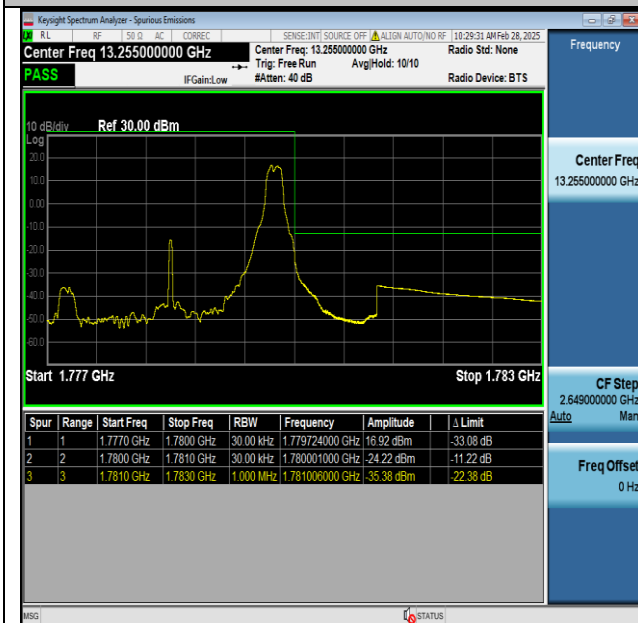 Keysight Spectrum Analyzer - Spurious Emissions
RL RF 50 Ω AC CORREC SENSE:INT SOURCE OFF ALIGN AUTO/NO RF 10:29:31 AM Feb 28, 2025
Center Freq 13.255000000 GHz
Center Freq: 13.255000000 GHz Radio Std: None
Trig: Free Run Avg|Hold: 10/10
PASS IFGain:Low #Atten: 40 dB Radio Device: BTS
10 dB/div Ref 30.00 dBm
Log
20.0
10.0
0.00
-10.0
-20.0
-30.0
-40.0
-50.0
-60.0
Start 1.777 GHz Stop 1.783 GHz
Spur Range Start Freq Stop Freq RBW Frequency Amplitude Δ Limit
1 1 1.7770 GHz 1.7800 GHz 30.00 kHz 1.779724000 GHz 16.92 dBm -33.08 dB
2 2 1.7800 GHz 1.7810 GHz 30.00 kHz 1.780001000 GHz -24.22 dBm -11.22 dB
3 3 1.7810 GHz 1.7830 GHz 1.000 MHz 1.781006000 GHz -35.38 dBm -22.38 dB
MSG STATUS
Frequency
Center Freq
13.255000000 GHz
CF Step
2.649000000 GHz
Auto Man
Freq Offset
0 Hz